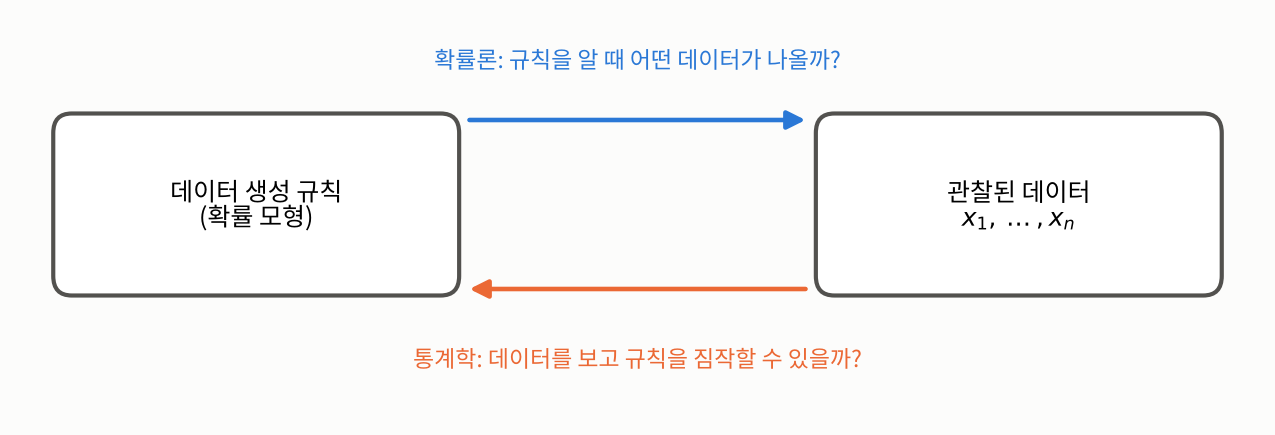 확률론: 규칙을 알 때 어떤 데이터가 나올까?
데이터 생성 규칙
(확률 모형)
관찰된 데이터
x₁, …, xₙ
통계학: 데이터를 보고 규칙을 짐작할 수 있을까?